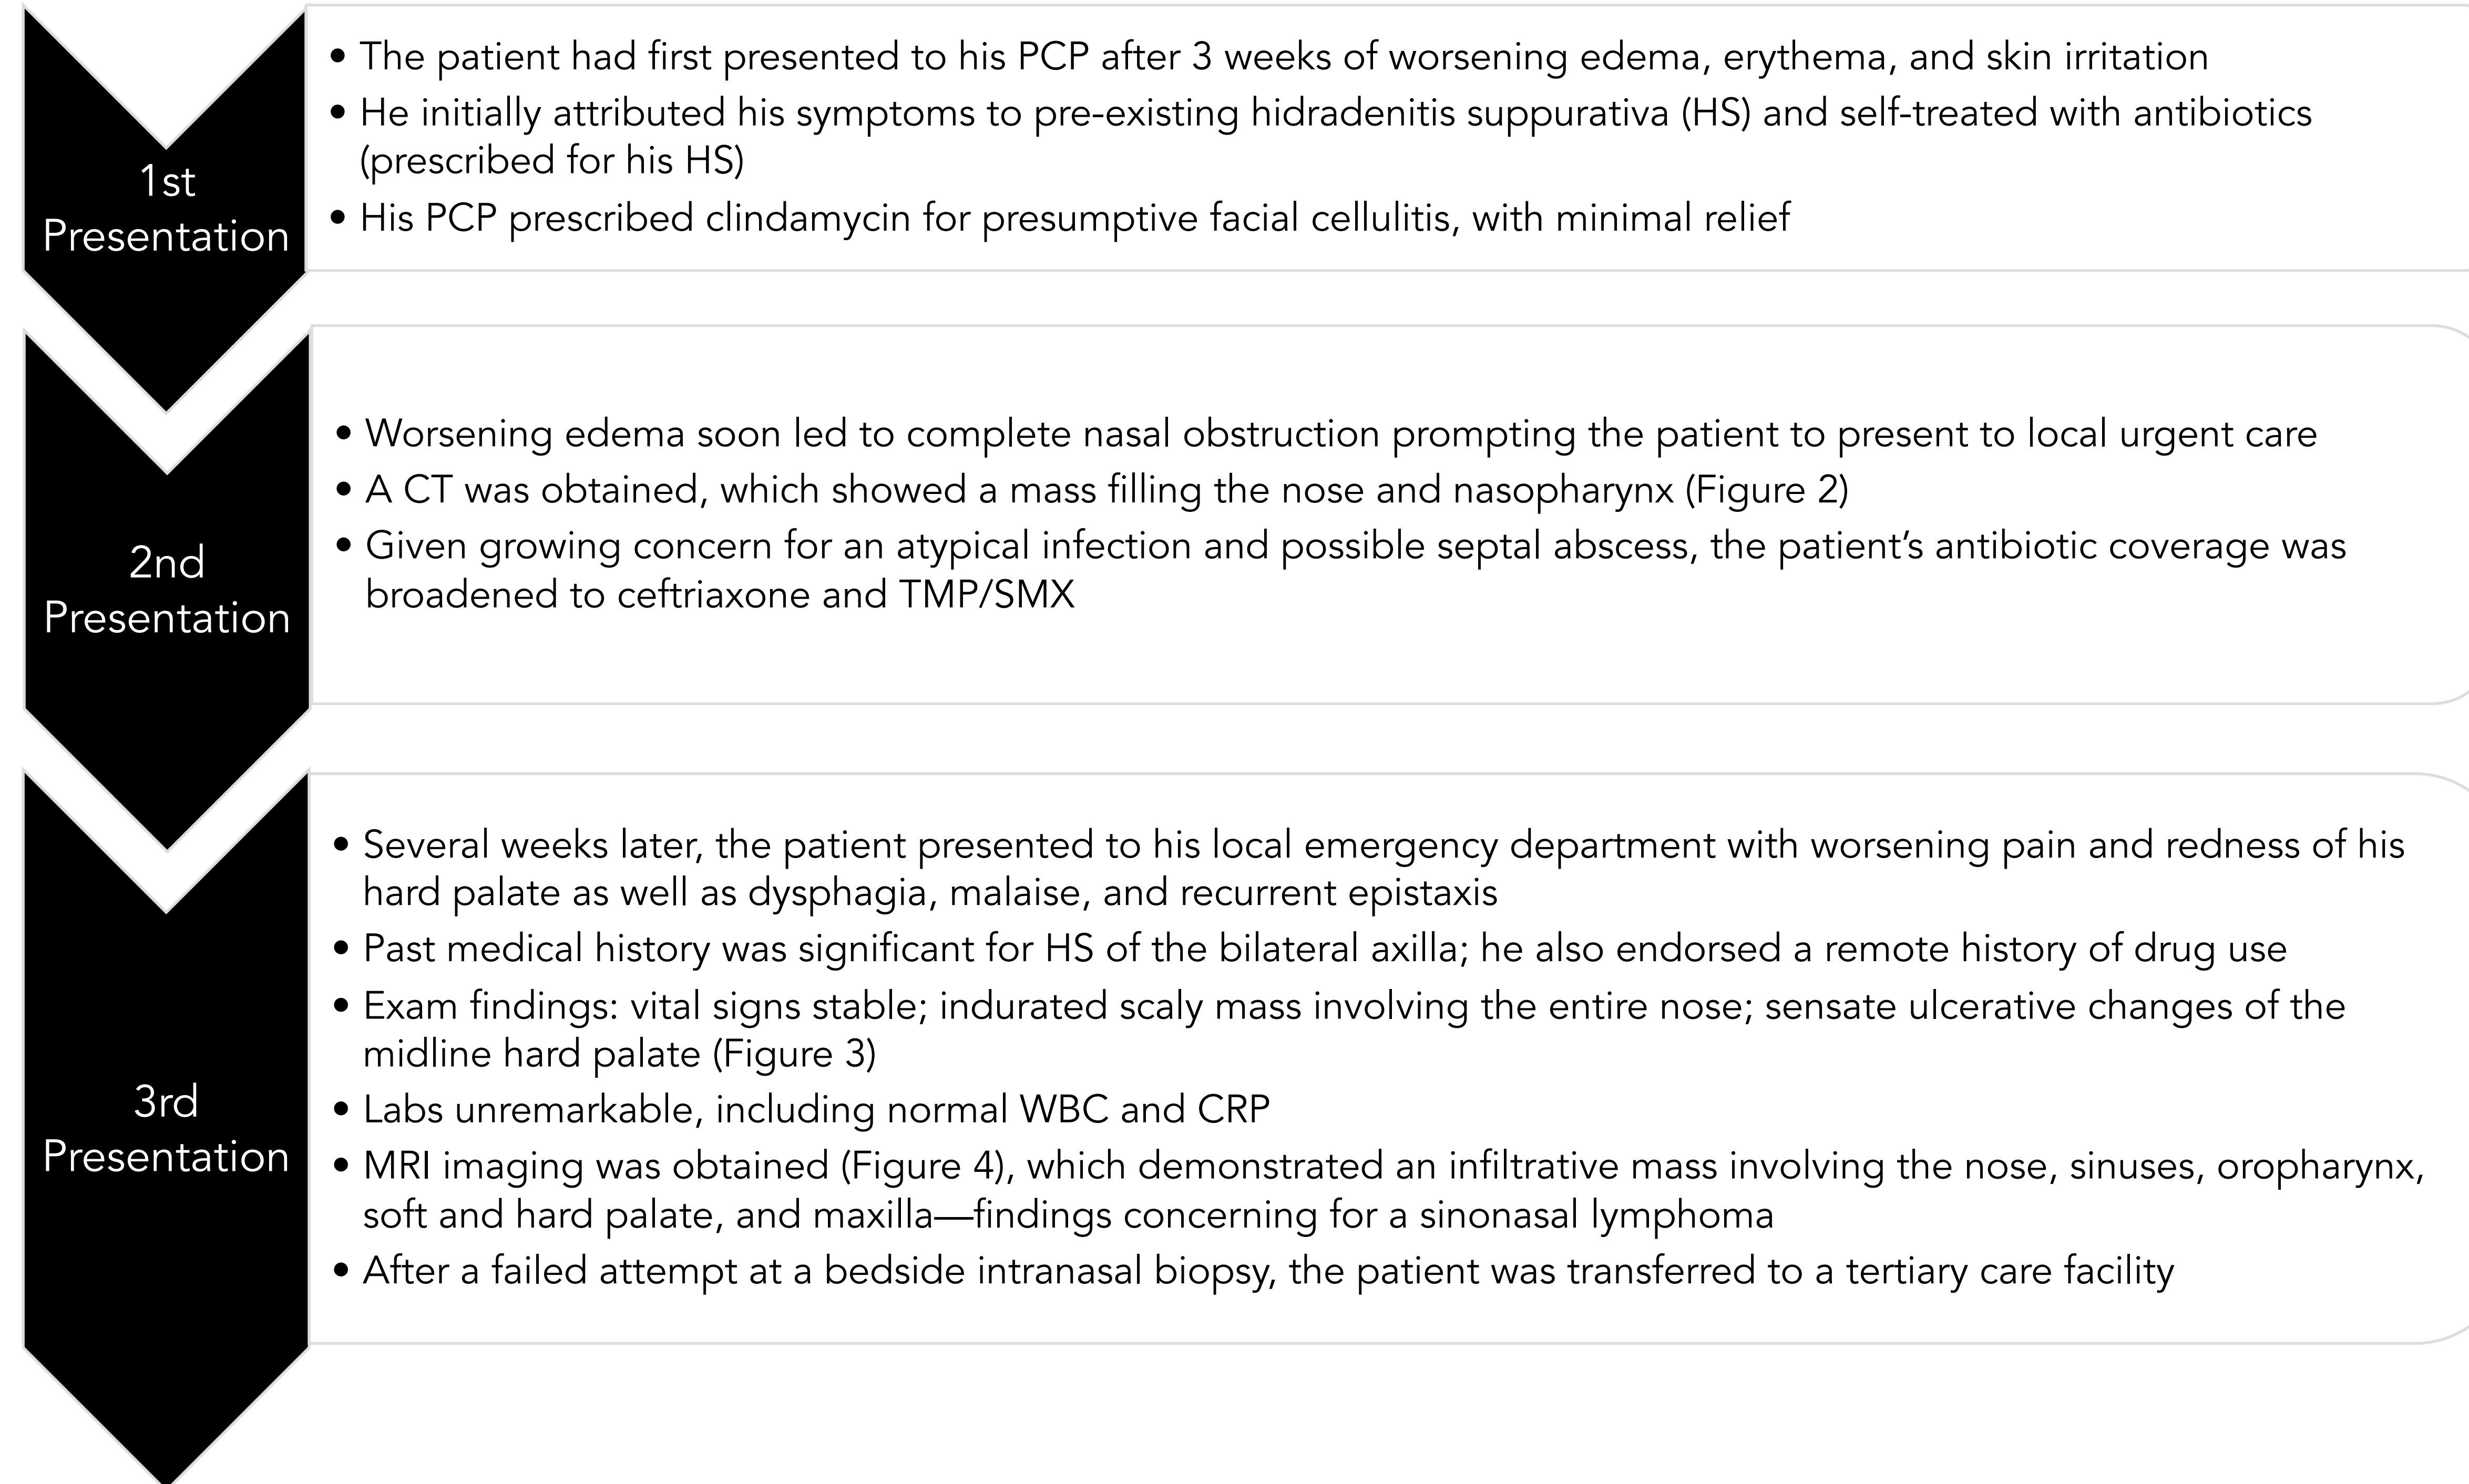 1st
Presentation
• The patient had first presented to his PCP after 3 weeks of worsening edema, erythema, and skin irritation
• He initially attributed his symptoms to pre-existing hidradenitis suppurativa (HS) and self-treated with antibiotics
(prescribed for his HS)
• His PCP prescribed clindamycin for presumptive facial cellulitis, with minimal relief
2nd
Presentation
• Worsening edema soon led to complete nasal obstruction prompting the patient to present to local urgent care
• A CT was obtained, which showed a mass filling the nose and nasopharynx (Figure 2)
• Given growing concern for an atypical infection and possible septal abscess, the patient’s antibiotic coverage was
broadened to ceftriaxone and TMP/SMX
3rd
Presentation
• Several weeks later, the patient presented to his local emergency department with worsening pain and redness of his
hard palate as well as dysphagia, malaise, and recurrent epistaxis
• Past medical history was significant for HS of the bilateral axilla; he also endorsed a remote history of drug use
• Exam findings: vital signs stable; indurated scaly mass involving the entire nose; sensate ulcerative changes of the
midline hard palate (Figure 3)
• Labs unremarkable, including normal WBC and CRP
• MRI imaging was obtained (Figure 4), which demonstrated an infiltrative mass involving the nose, sinuses, oropharynx,
soft and hard palate, and maxilla—findings concerning for a sinonasal lymphoma
• After a failed attempt at a bedside intranasal biopsy, the patient was transferred to a tertiary care facility